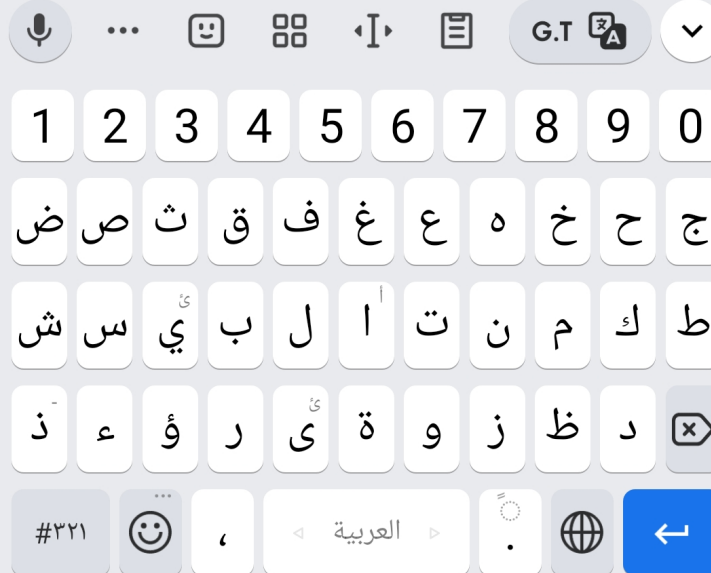 G.T
1 2 3 4 5 6 7 8 9 0
ض ص ث ق ف غ ع ه خ ح ج
ش س ي ئ ب ل ا أ ت ن م ك ط
ذ ء ؤ ر ى ئ ة و ز ظ د
#٣٢١ ، العربية .